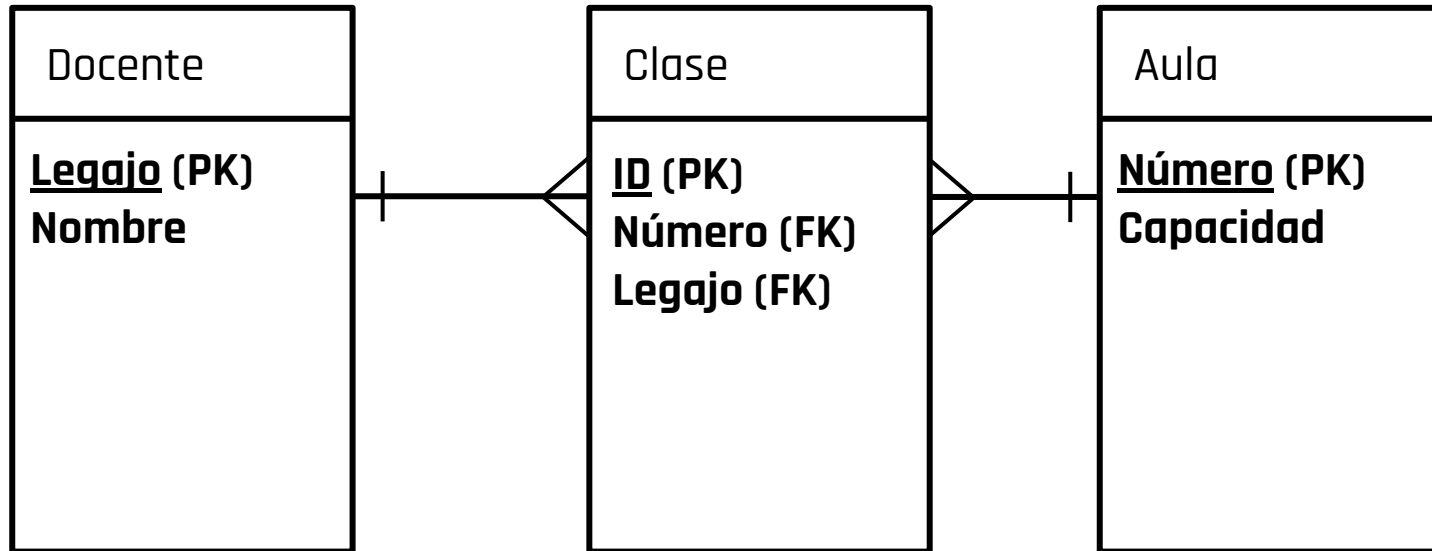 Docente
Legajo (PK)
Nombre
Clase
ID (PK)
Número (FK)
Legajo (FK)
Aula
Número (PK)
Capacidad